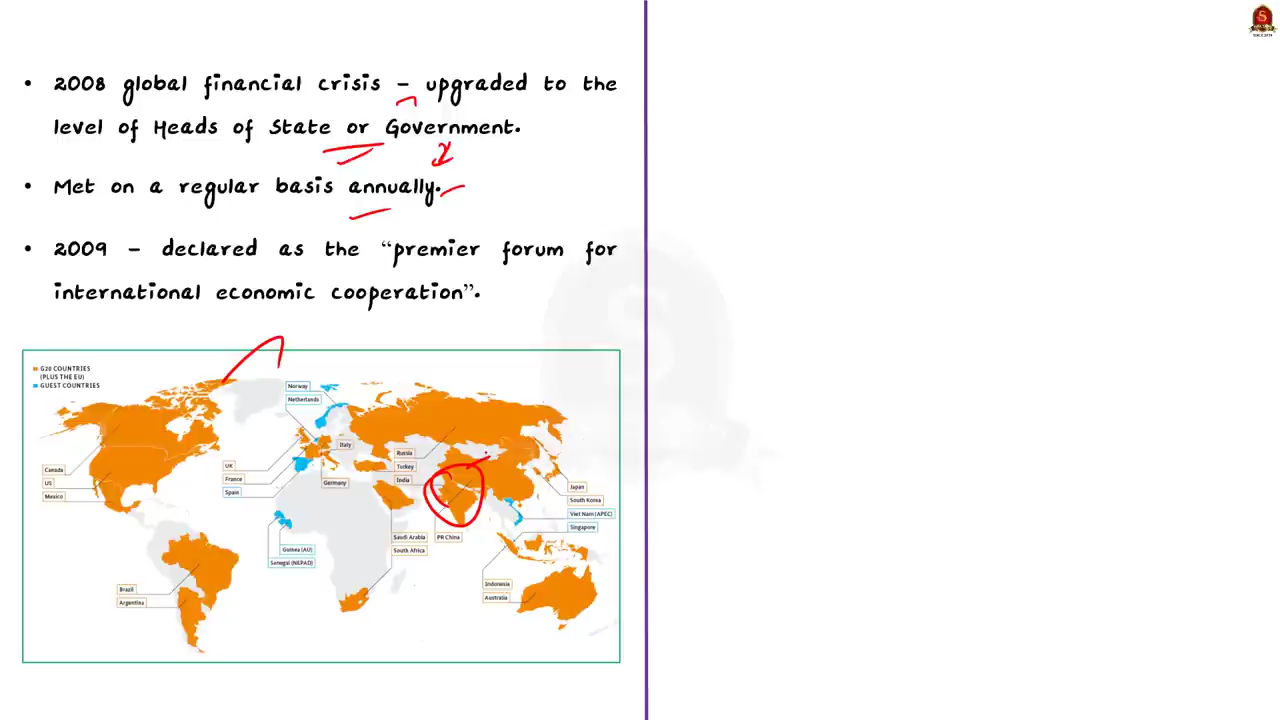 • 2008 global financial crisis – upgraded to the
level of Heads of State or Government.
• Met on a regular basis annually.
• 2009 – declared as the “premier forum for
international economic cooperation”.
G20 COUNTRIES
(PLUS THE EU)
GUEST COUNTRIES
Norway
Netherlands
Italy
Russia
UK
Turkey
Canada
France
India
US
Spain
Germany
Mexico
Japan
South Korea
Viet Nam (APEC)
Singapore
Saudi Arabia
PR China
South Africa
Guinea (AU)
Senegal (NEPAD)
Indonesia
Brazil
Australia
Argentina
S